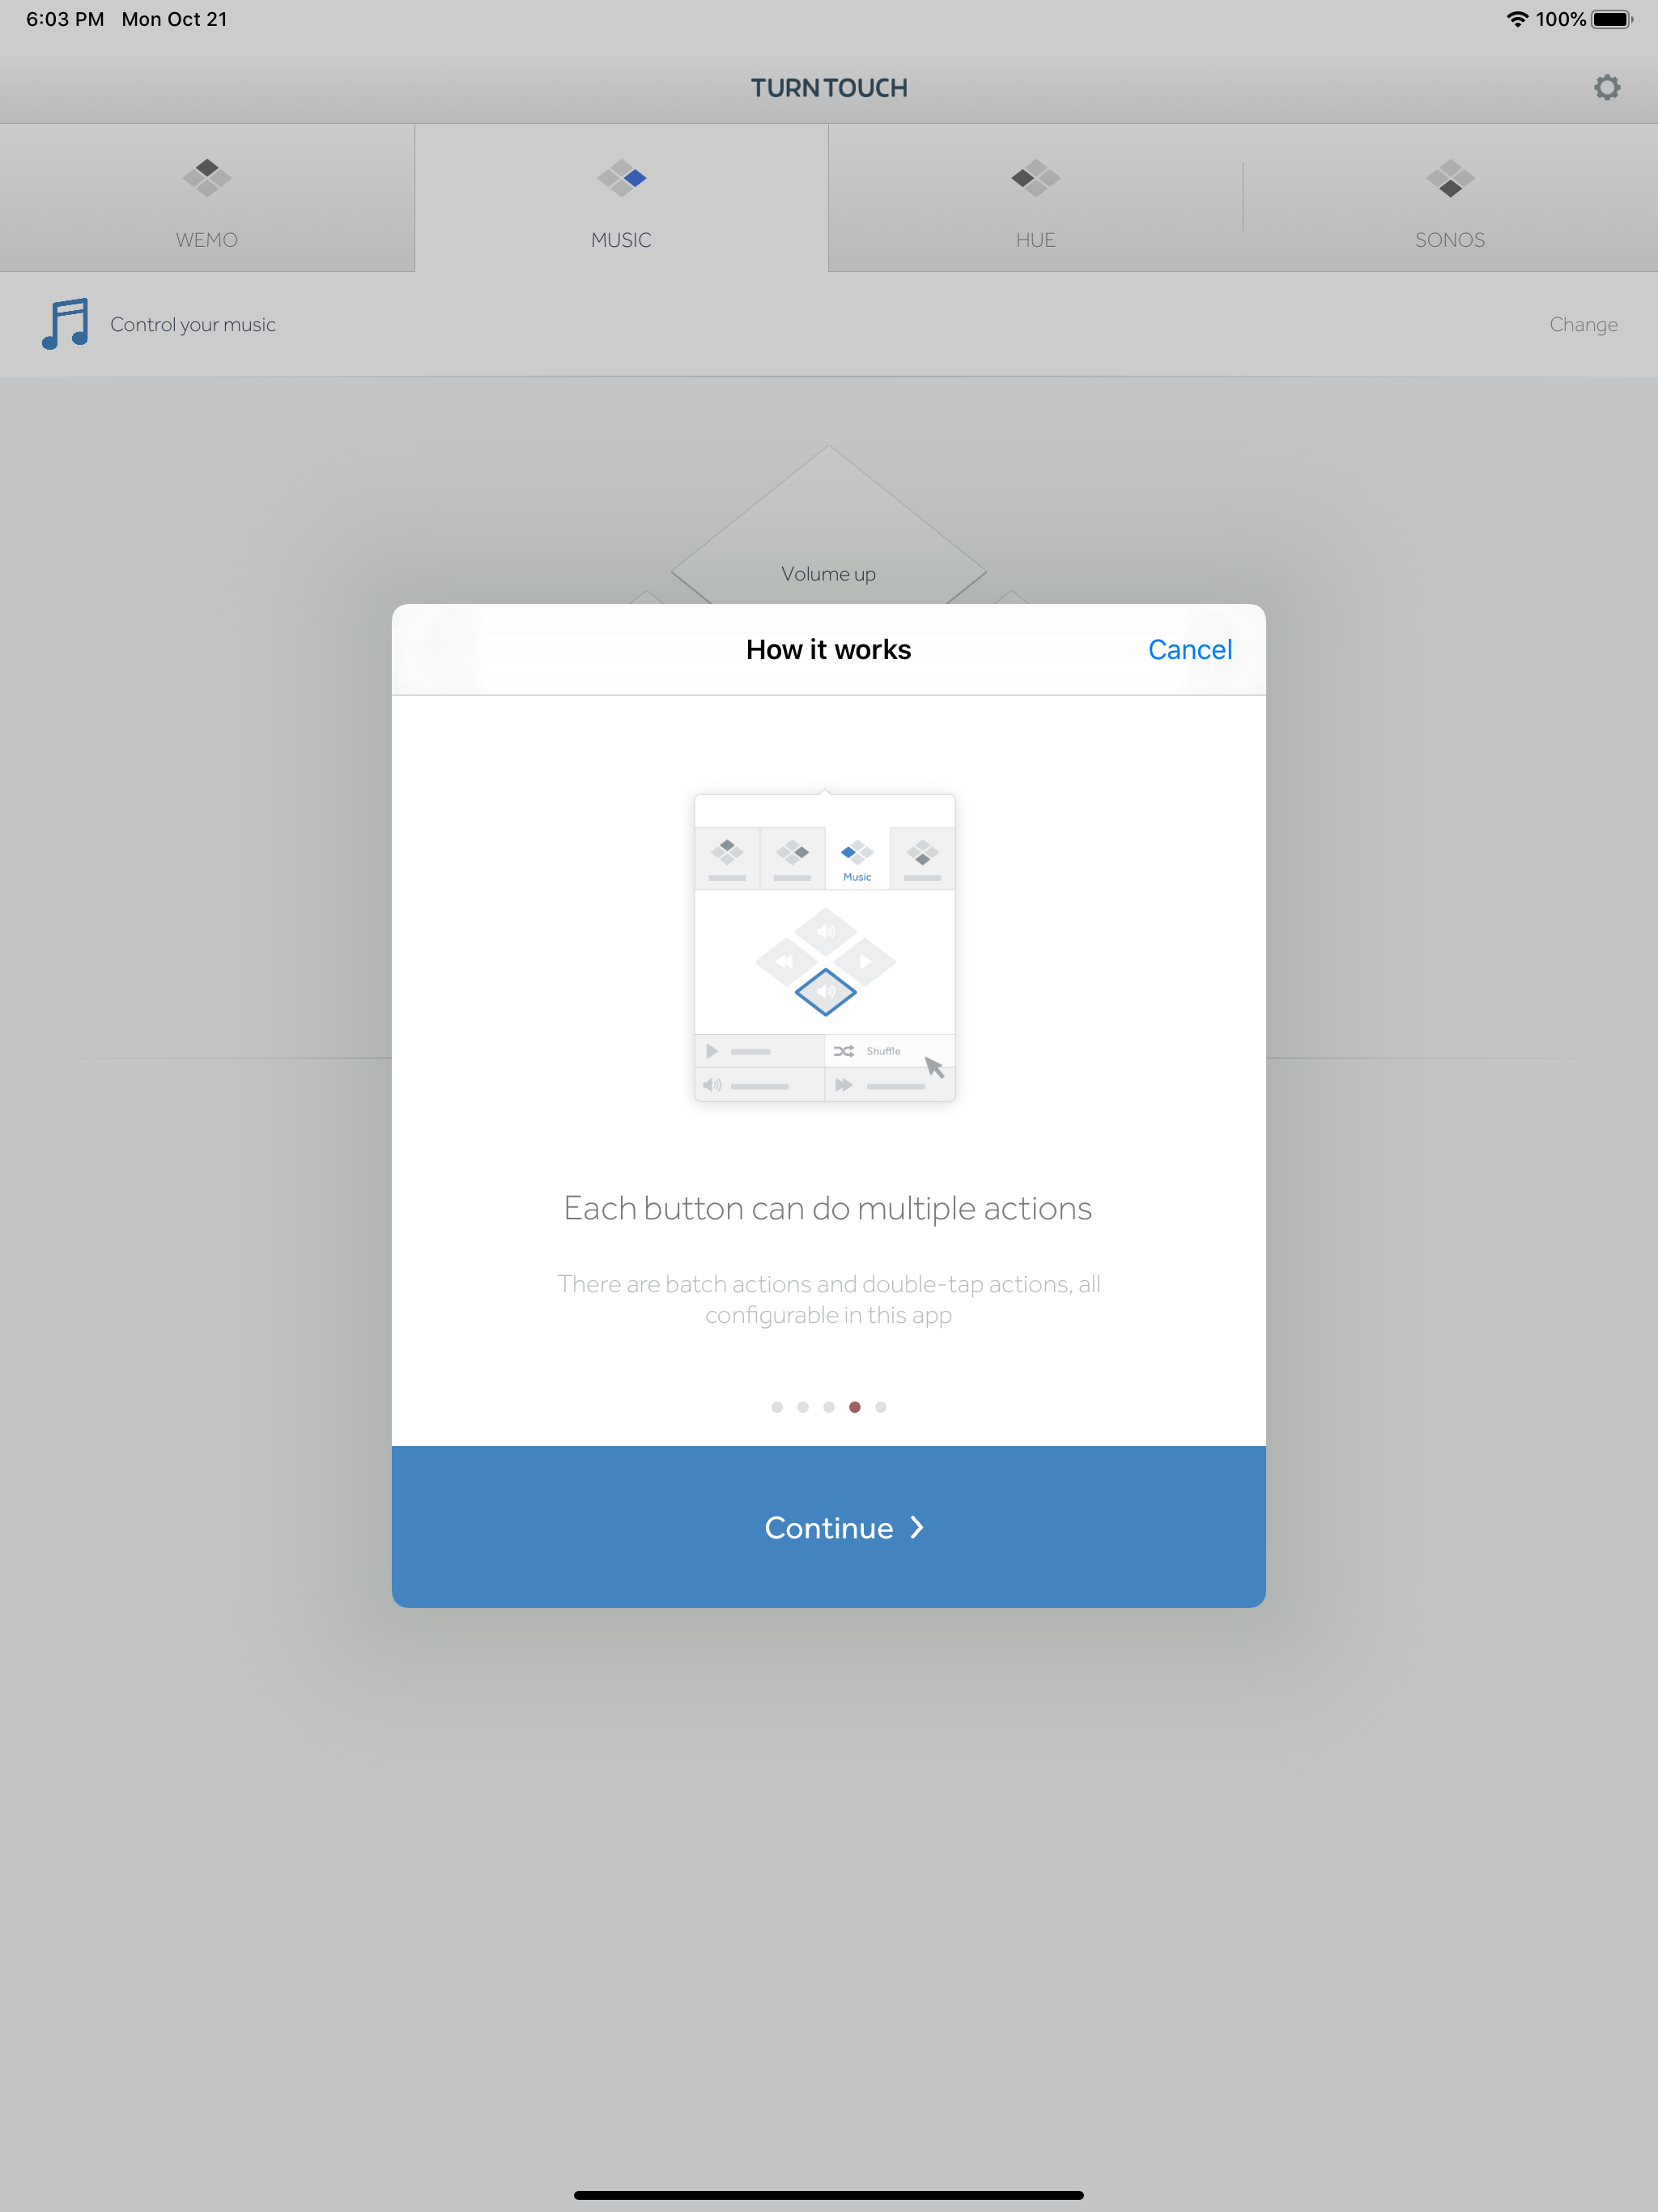 6:03 PM Mon Oct 21 100%
TURN TOUCH
WEMO MUSIC HUE SONOS
Control your music Change
Volume up
How it works Cancel
Music
Shuffle
Each button can do multiple actions
There are batch actions and double-tap actions, all
configurable in this app
Continue